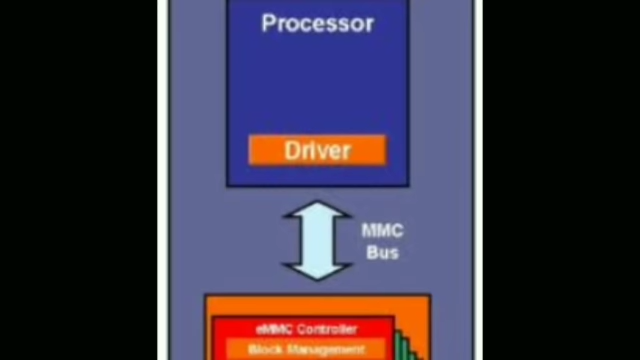 Processor
Driver
MMC
Bus
eMMC Controller
Block Management